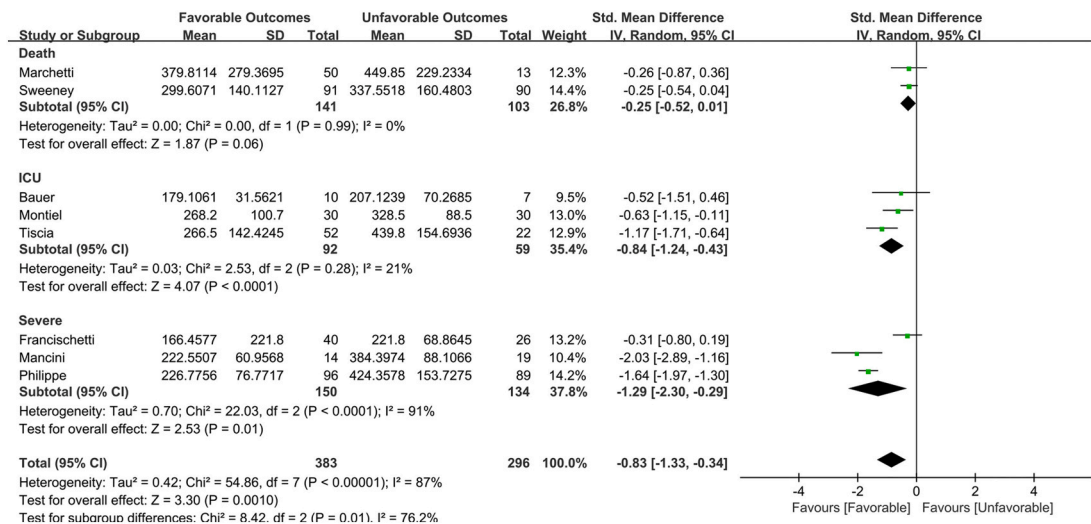 Favorable Outcomes Unfavorable Outcomes Std. Mean Difference Std. Mean Difference
Study or Subgroup Mean SD Total Mean SD Total Weight IV, Random, 95% CI IV, Random, 95% CI
Death
Marchetti 379.8114 279.3695 50 449.85 229.2334 13 12.3% -0.26 [-0.87, 0.36]
Sweeney 299.6071 140.1127 91 337.5518 160.4803 90 14.4% -0.25 [-0.54, 0.04]
Subtotal (95% CI) 141 103 26.8% -0.25 [-0.52, 0.01]
Heterogeneity: Tau² = 0.00; Chi² = 0.00, df = 1 (P = 0.99); I² = 0%
Test for overall effect: Z = 1.87 (P = 0.06)
ICU
Bauer 179.1061 31.5621 10 207.1239 70.2685 7 9.5% -0.52 [-1.51, 0.46]
Montiel 268.2 100.7 30 328.5 88.5 30 13.0% -0.63 [-1.15, -0.11]
Tiscia 266.5 142.4245 52 439.8 154.6936 22 12.9% -1.17 [-1.71, -0.64]
Subtotal (95% CI) 92 59 35.4% -0.84 [-1.24, -0.43]
Heterogeneity: Tau² = 0.03; Chi² = 2.53, df = 2 (P = 0.28); I² = 21%
Test for overall effect: Z = 4.07 (P < 0.0001)
Severe
Francischetti 166.4577 221.8 40 221.8 68.8645 26 13.2% -0.31 [-0.80, 0.19]
Mancini 222.5507 60.9568 14 384.3974 88.1066 19 10.4% -2.03 [-2.89, -1.16]
Philippe 226.7756 76.7717 96 424.3578 153.7275 89 14.2% -1.64 [-1.97, -1.30]
Subtotal (95% CI) 150 134 37.8% -1.29 [-2.30, -0.29]
Heterogeneity: Tau² = 0.70; Chi² = 22.03, df = 2 (P < 0.0001); I² = 91%
Test for overall effect: Z = 2.53 (P = 0.01)
Total (95% CI) 383 296 100.0% -0.83 [-1.33, -0.34]
Heterogeneity: Tau² = 0.42; Chi² = 54.86, df = 7 (P < 0.00001); I² = 87%
Test for overall effect: Z = 3.30 (P = 0.0010)
Test for subgroup differences: Chi² = 8.42, df = 2 (P = 0.01), I² = 76.2%
-4 -2 0 2 4
Favours [Favorable] Favours [Unfavorable]